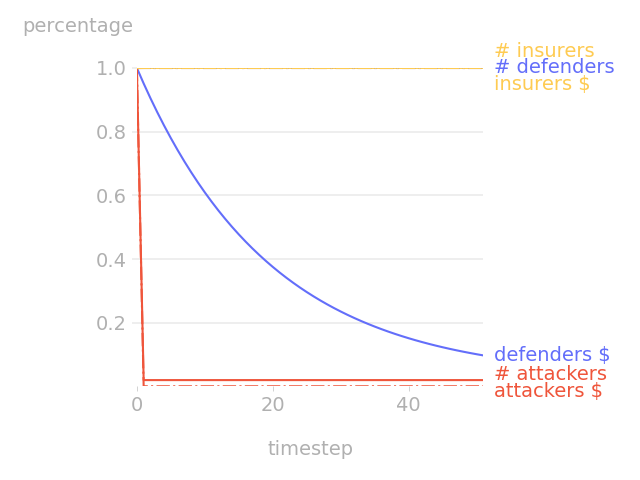 percentage
# insurers
# defenders
insurers $
1.0
0.8
0.6
0.4
0.2
defenders $
# attackers
attackers $
0 20 40
timestep